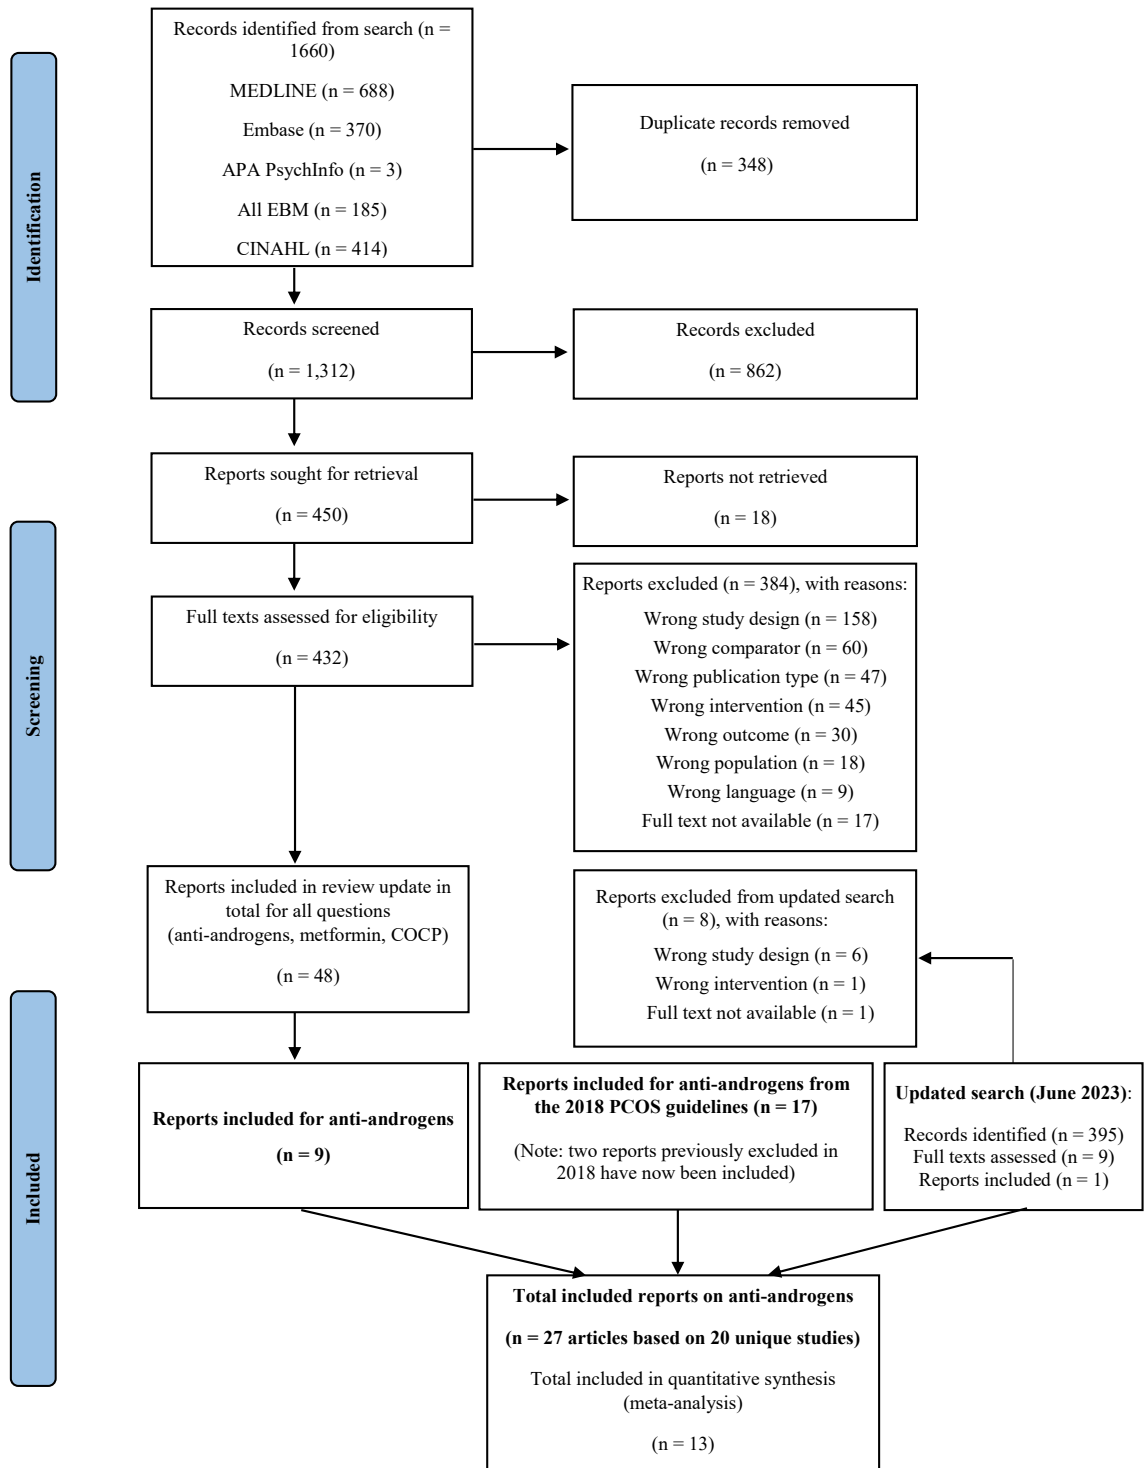 Identification
Records identified from search (n =
1660)
MEDLINE (n = 688)
Embase (n = 370)
APA PsychInfo (n = 3)
All EBM (n = 185)
CINAHL (n = 414)
Duplicate records removed
(n = 348)
Records screened
(n = 1,312)
Records excluded
(n = 862)
Screening
Reports sought for retrieval
(n = 450)
Reports not retrieved
(n = 18)
Full texts assessed for eligibility
(n = 432)
Reports excluded (n = 384), with reasons:
Wrong study design (n = 158)
Wrong comparator (n = 60)
Wrong publication type (n = 47)
Wrong intervention (n = 45)
Wrong outcome (n = 30)
Wrong population (n = 18)
Wrong language (n = 9)
Full text not available (n = 17)
Reports included in review update in
total for all questions
(anti-androgens, metformin, COCP)
(n = 48)
Reports excluded from updated search
(n = 8), with reasons:
Wrong study design (n = 6)
Wrong intervention (n = 1)
Full text not available (n = 1)
Included
Reports included for anti-androgens
(n = 9)
Reports included for anti-androgens from
the 2018 PCOS guidelines (n = 17)
(Note: two reports previously excluded in
2018 have now been included)
Updated search (June 2023):
Records identified (n = 395)
Full texts assessed (n = 9)
Reports included (n = 1)
Total included reports on anti-androgens
(n = 27 articles based on 20 unique studies)
Total included in quantitative synthesis
(meta-analysis)
(n = 13)